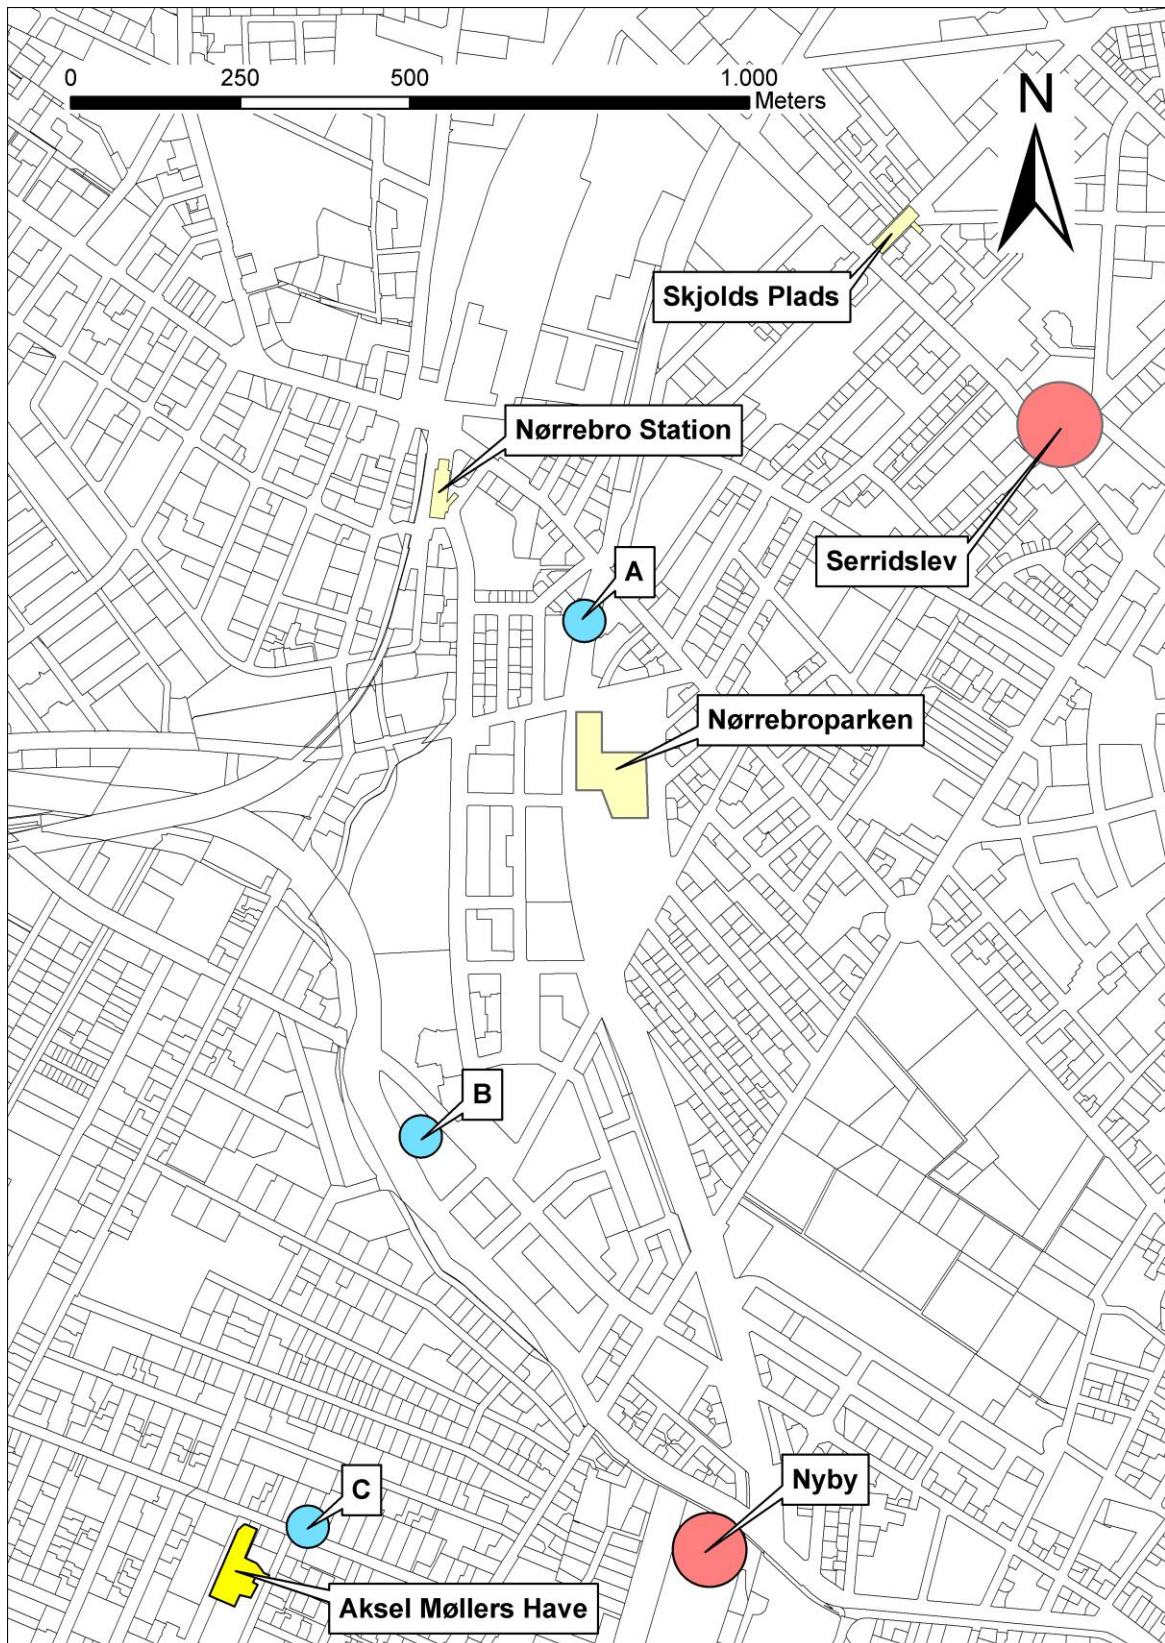 0 250 500 1.000
Meters
N
Skjolds Plads
Nørrebro Station
Serridslev
A
Nørrebroparken
B
Nyby
C
Aksel Møllers Have